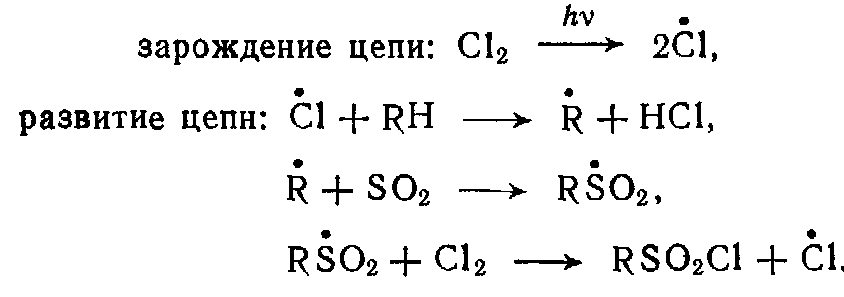 зарождение цепи: Cl₂ —hν→ 2Ċl,
развитие цепн: Ċl + RH ⟶ Ṙ + HCl,
Ṙ + SO₂ ⟶ RṠO₂,
RṠO₂ + Cl₂ ⟶ RSO₂Cl + Ċl.